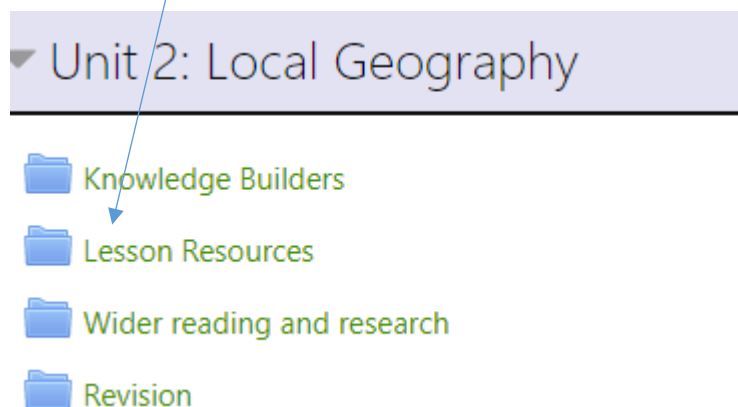 Unit 2: Local Geography
Knowledge Builders
Lesson Resources
Wider reading and research
Revision